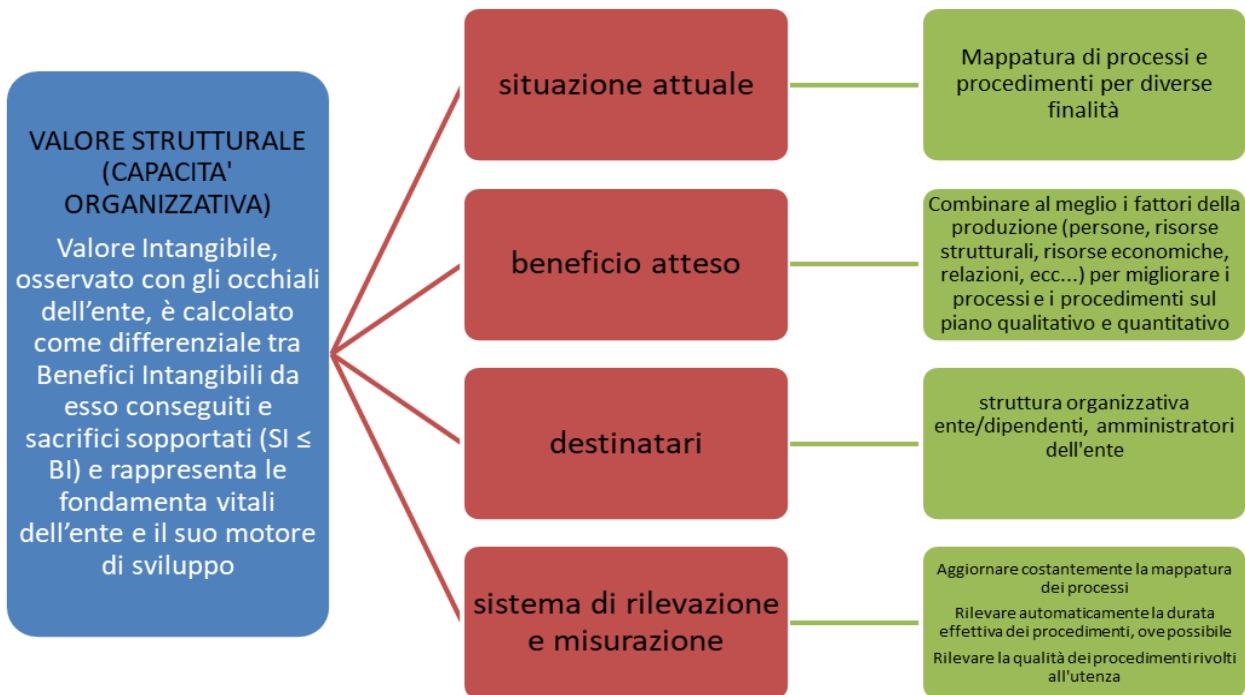 VALORE STRUTTURALE
(CAPACITA'
ORGANIZZATIVA)
Valore Intangibile,
osservato con gli occhiali
dell’ente, è calcolato
come differenziale tra
Benefici Intangibili da
esso conseguiti e
sacrifici sopportati (SI ≤
BI) e rappresenta le
fondamenta vitali
dell’ente e il suo motore
di sviluppo
situazione attuale
Mappatura di processi e
procedimenti per diverse
finalità
beneficio atteso
Combinare al meglio i fattori della
produzione (persone, risorse
strutturali, risorse economiche,
relazioni, ecc...) per migliorare i
processi e i procedimenti sul
piano qualitativo e quantitativo
destinatari
struttura organizzativa
ente/dipendenti, amministratori
dell'ente
sistema di rilevazione
e misurazione
Aggiornare costantemente la mappatura
dei processi
Rilevare automaticamente la durata
effettiva dei procedimenti, ove possibile
Rilevare la qualità dei procedimenti rivolti
all'utenza